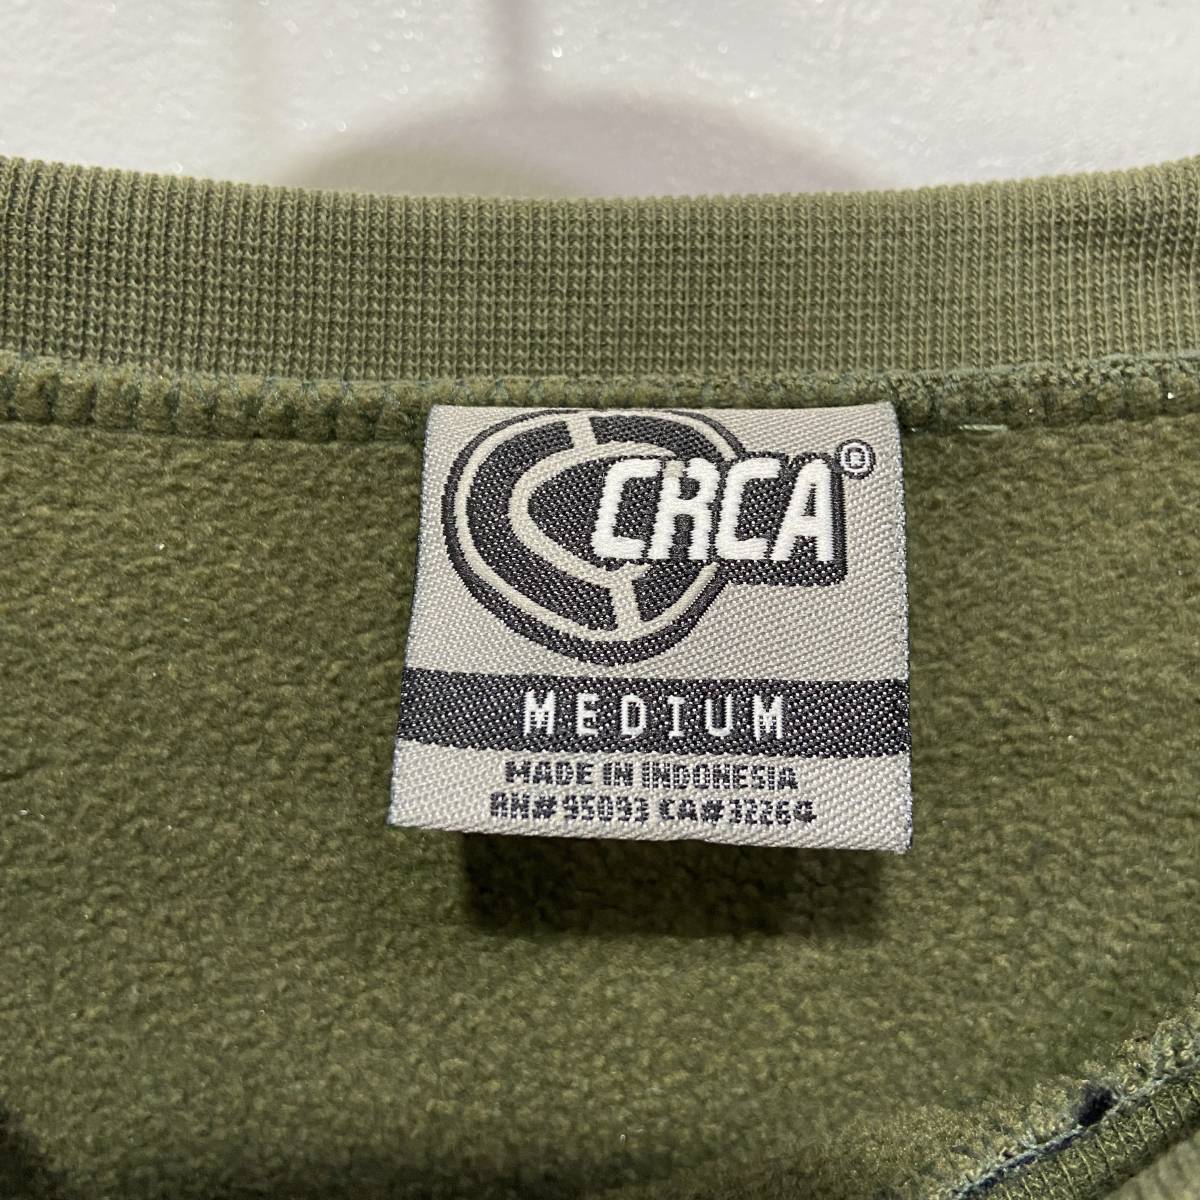 CRCA®
MEDIUM
MADE IN INDONESIA
RN#95093 CA#32264